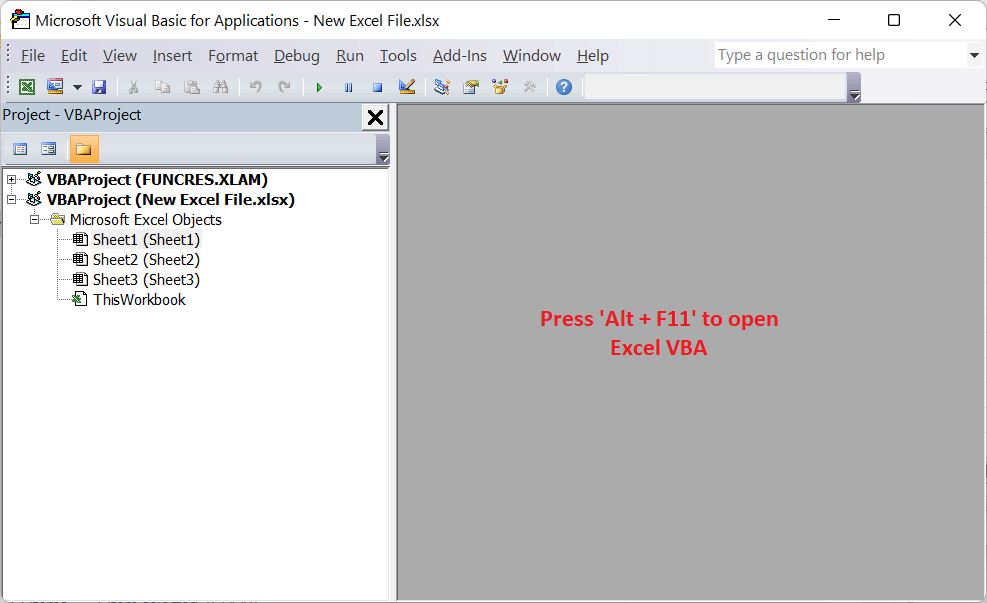 Microsoft Visual Basic for Applications - New Excel File.xlsx
File Edit View Insert Format Debug Run Tools Add-Ins Window Help Type a question for help
Project - VBAProject
VBAProject (FUNCRES.XLAM)
VBAProject (New Excel File.xlsx)
Microsoft Excel Objects
Sheet1 (Sheet1)
Sheet2 (Sheet2)
Sheet3 (Sheet3)
ThisWorkbook
Press 'Alt + F11' to open
Excel VBA